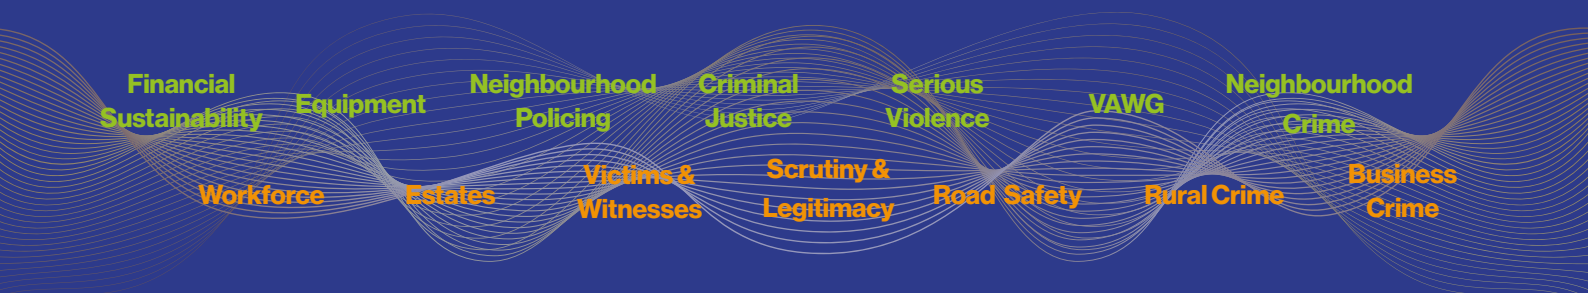 Financial
Sustainability
Equipment
Neighbourhood
Policing
Criminal
Justice
Serious
Violence
VAWG
Neighbourhood
Crime
Workforce
Estates
Victims &
Witnesses
Scrutiny &
Legitimacy
Road Safety
Rural Crime
Business
Crime